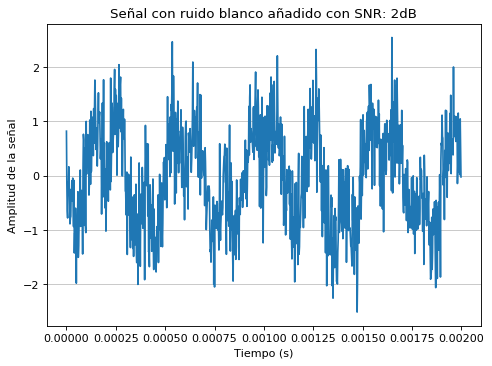 Señal con ruido blanco añadido con SNR: 2dB
Amplitud de la señal
2
1
0
−1
−2
0.00000 0.00025 0.00050 0.00075 0.00100 0.00125 0.00150 0.00175 0.00200
Tiempo (s)